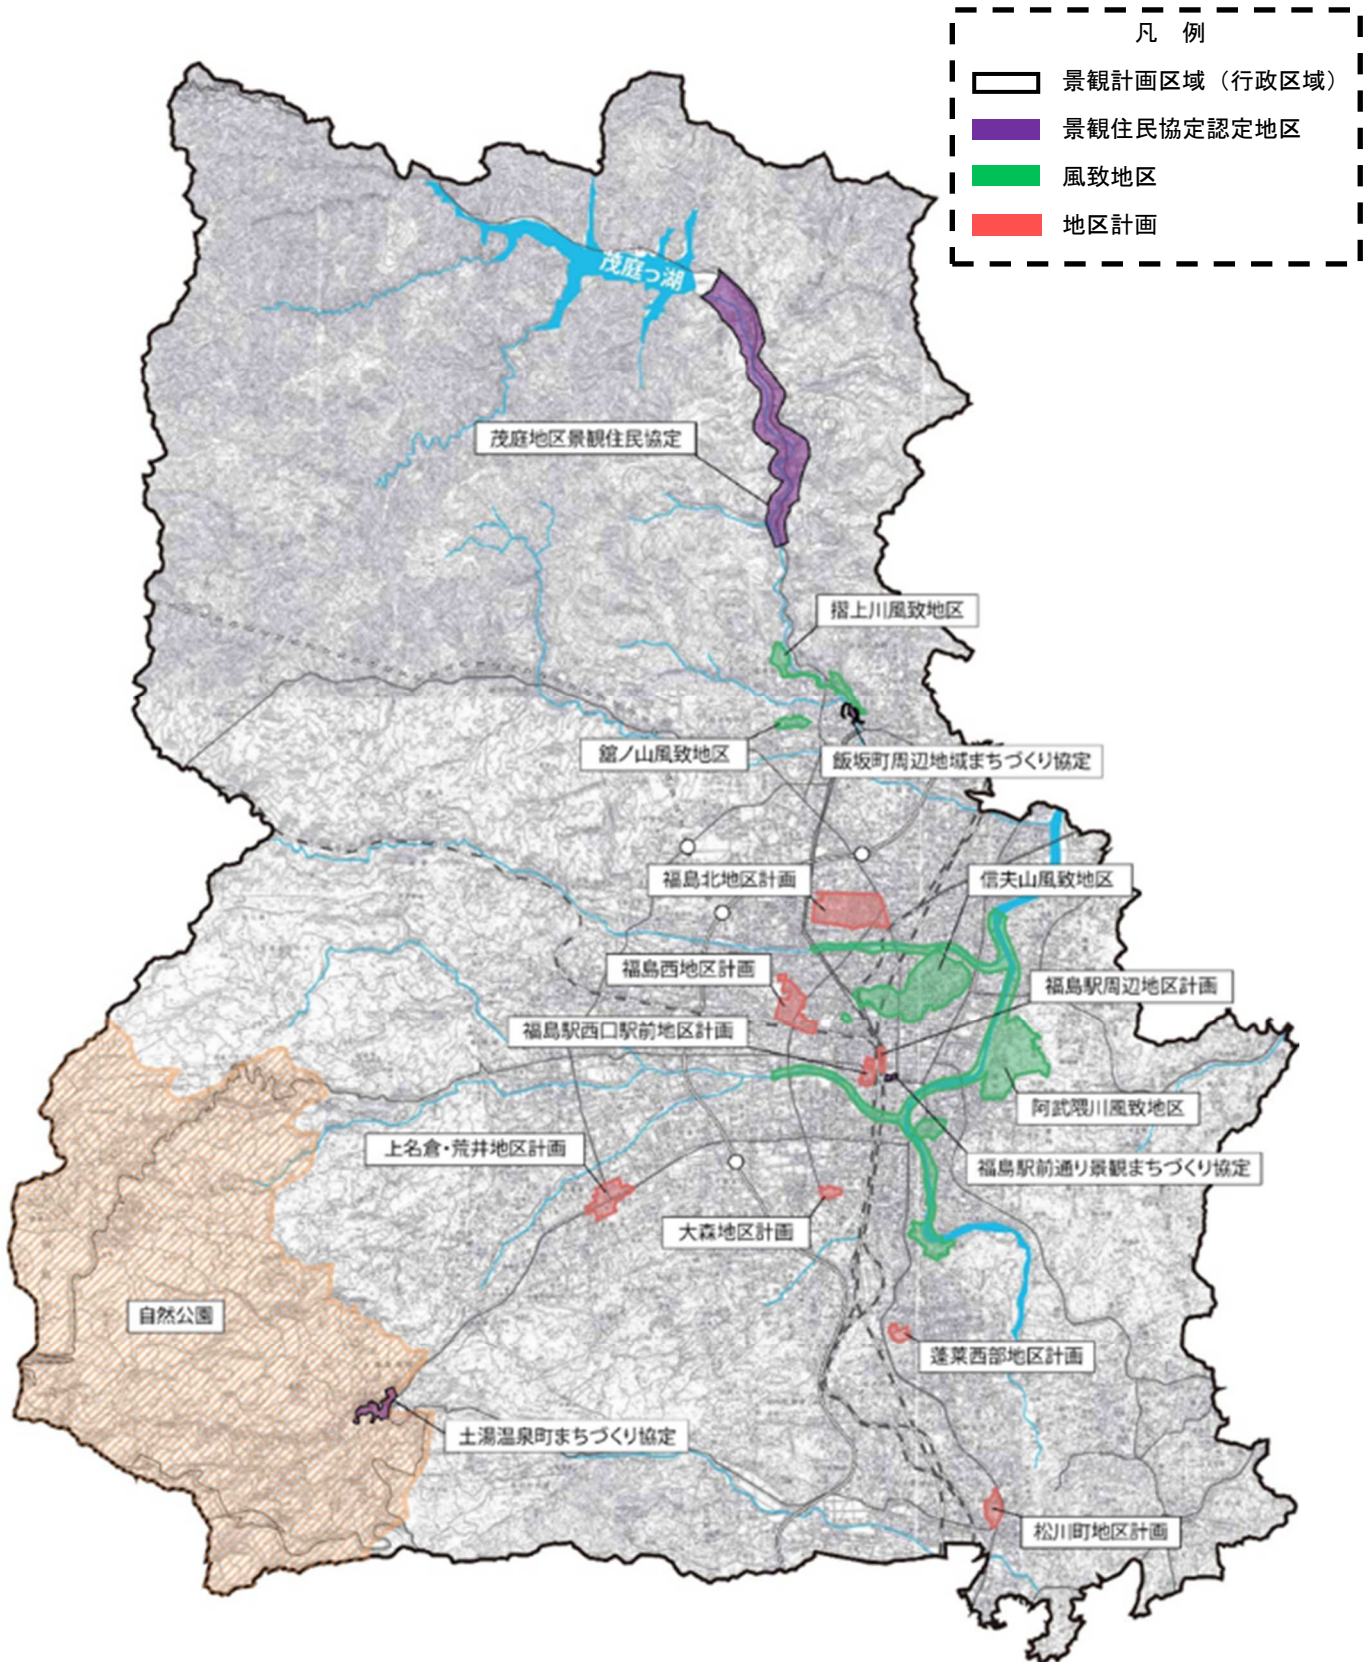 凡 例
景観計画区域（行政区域）
景観住民協定認定地区
風致地区
地区計画
茂庭っ湖
茂庭地区景観住民協定
摺上川風致地区
舘ノ山風致地区
飯坂町周辺地域まちづくり協定
福島北地区計画
信夫山風致地区
福島西地区計画
福島駅周辺地区計画
福島駅西口駅前地区計画
阿武隈川風致地区
上名倉・荒井地区計画
福島駅前通り景観まちづくり協定
大森地区計画
自然公園
蓬莱西部地区計画
土湯温泉町まちづくり協定
松川町地区計画